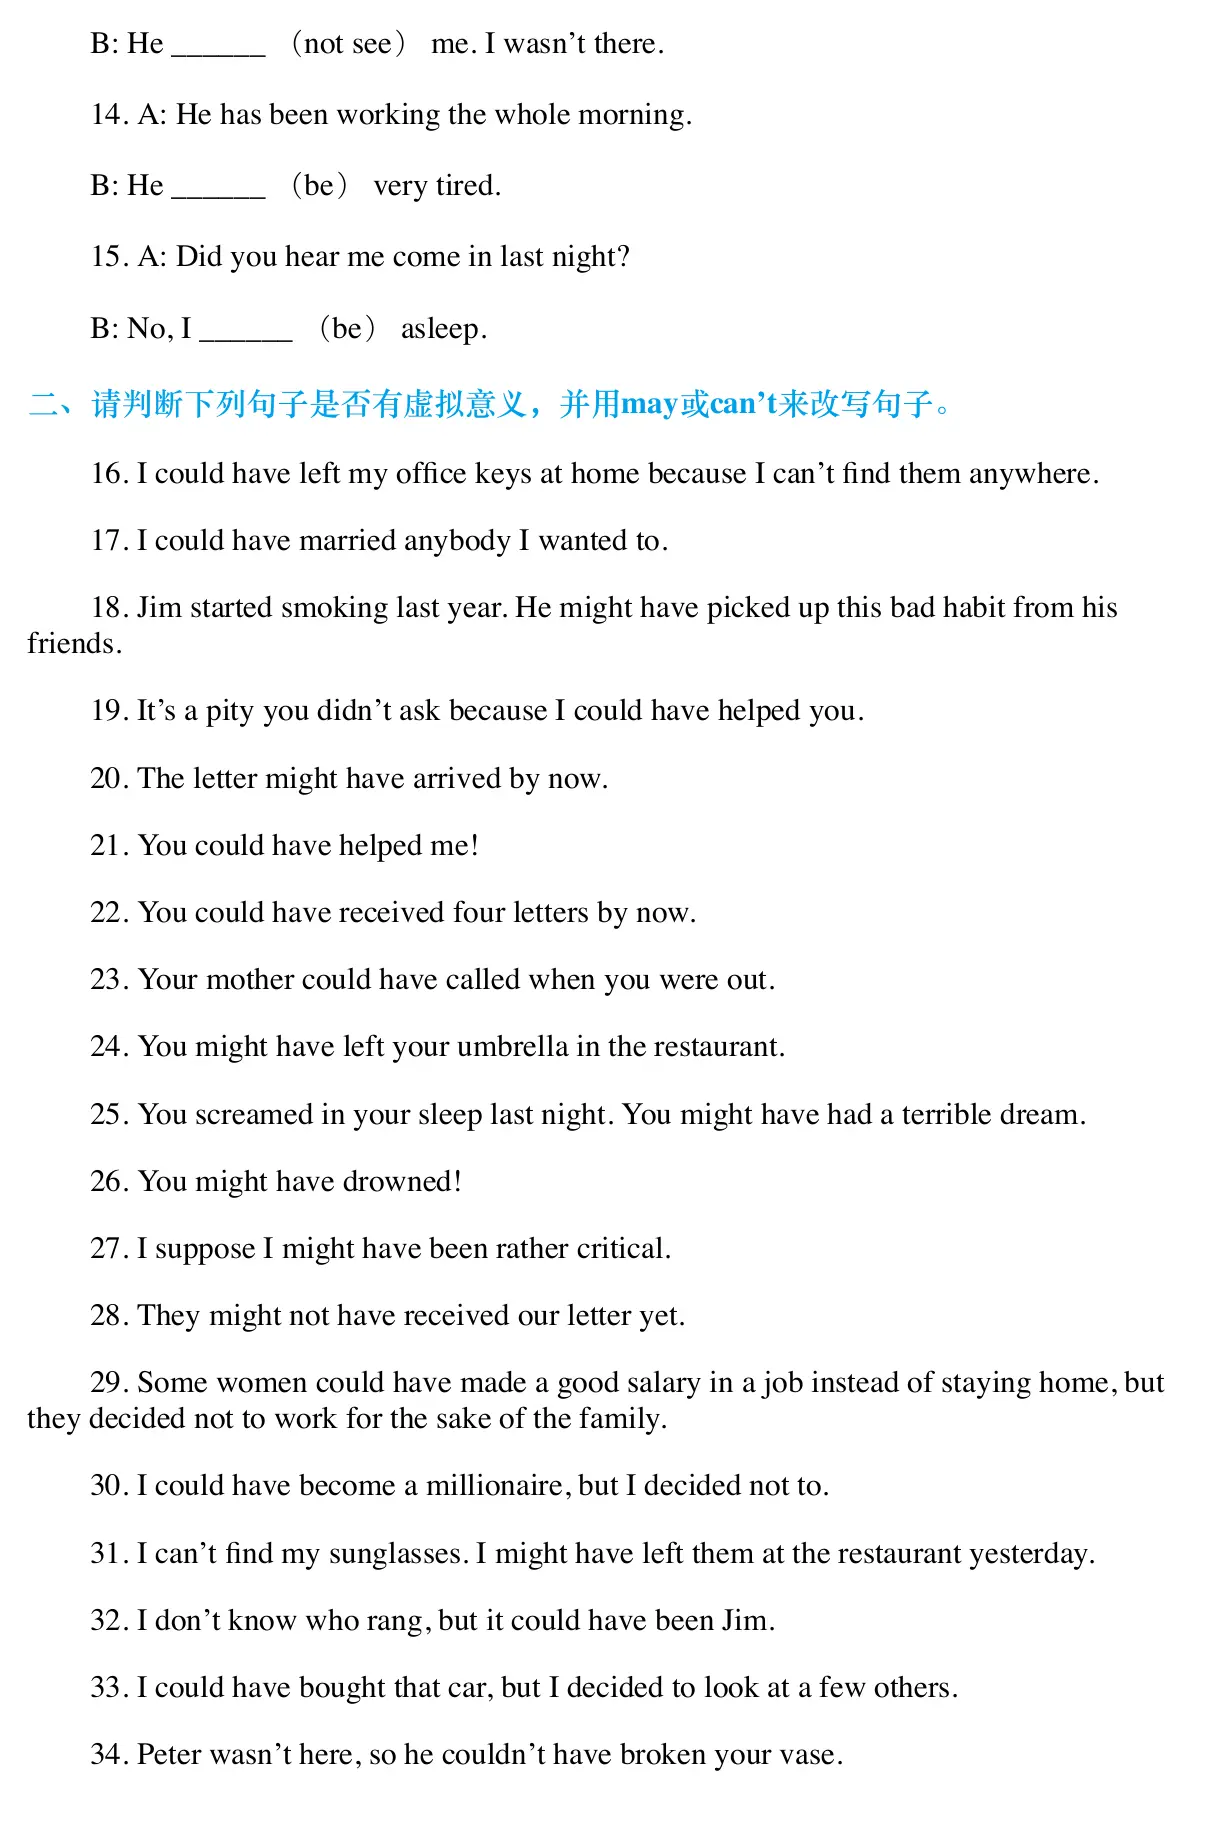 B: He ______ （not see） me. I wasn’t there.
14. A: He has been working the whole morning.
B: He ______ （be） very tired.
15. A: Did you hear me come in last night?
B: No, I ______ （be） asleep.
二、请判断下列句子是否有虚拟意义，并用may或can’t来改写句子。
16. I could have left my office keys at home because I can’t find them anywhere.
17. I could have married anybody I wanted to.
18. Jim started smoking last year. He might have picked up this bad habit from his
friends.
19. It’s a pity you didn’t ask because I could have helped you.
20. The letter might have arrived by now.
21. You could have helped me!
22. You could have received four letters by now.
23. Your mother could have called when you were out.
24. You might have left your umbrella in the restaurant.
25. You screamed in your sleep last night. You might have had a terrible dream.
26. You might have drowned!
27. I suppose I might have been rather critical.
28. They might not have received our letter yet.
29. Some women could have made a good salary in a job instead of staying home, but
they decided not to work for the sake of the family.
30. I could have become a millionaire, but I decided not to.
31. I can’t find my sunglasses. I might have left them at the restaurant yesterday.
32. I don’t know who rang, but it could have been Jim.
33. I could have bought that car, but I decided to look at a few others.
34. Peter wasn’t here, so he couldn’t have broken your vase.